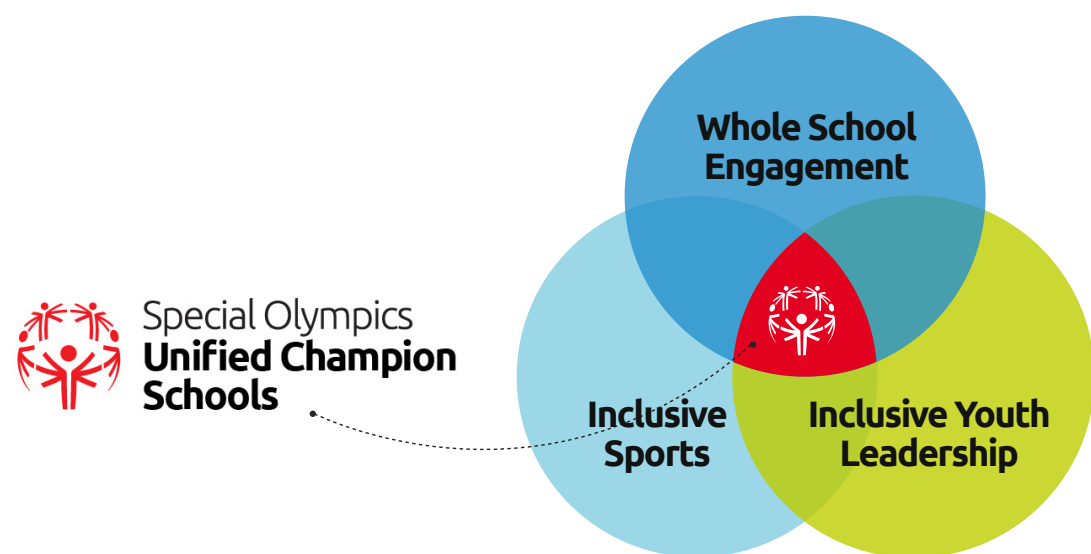 Whole School
Engagement
Special Olympics
Unified Champion
Schools
Inclusive
Sports
Inclusive Youth
Leadership